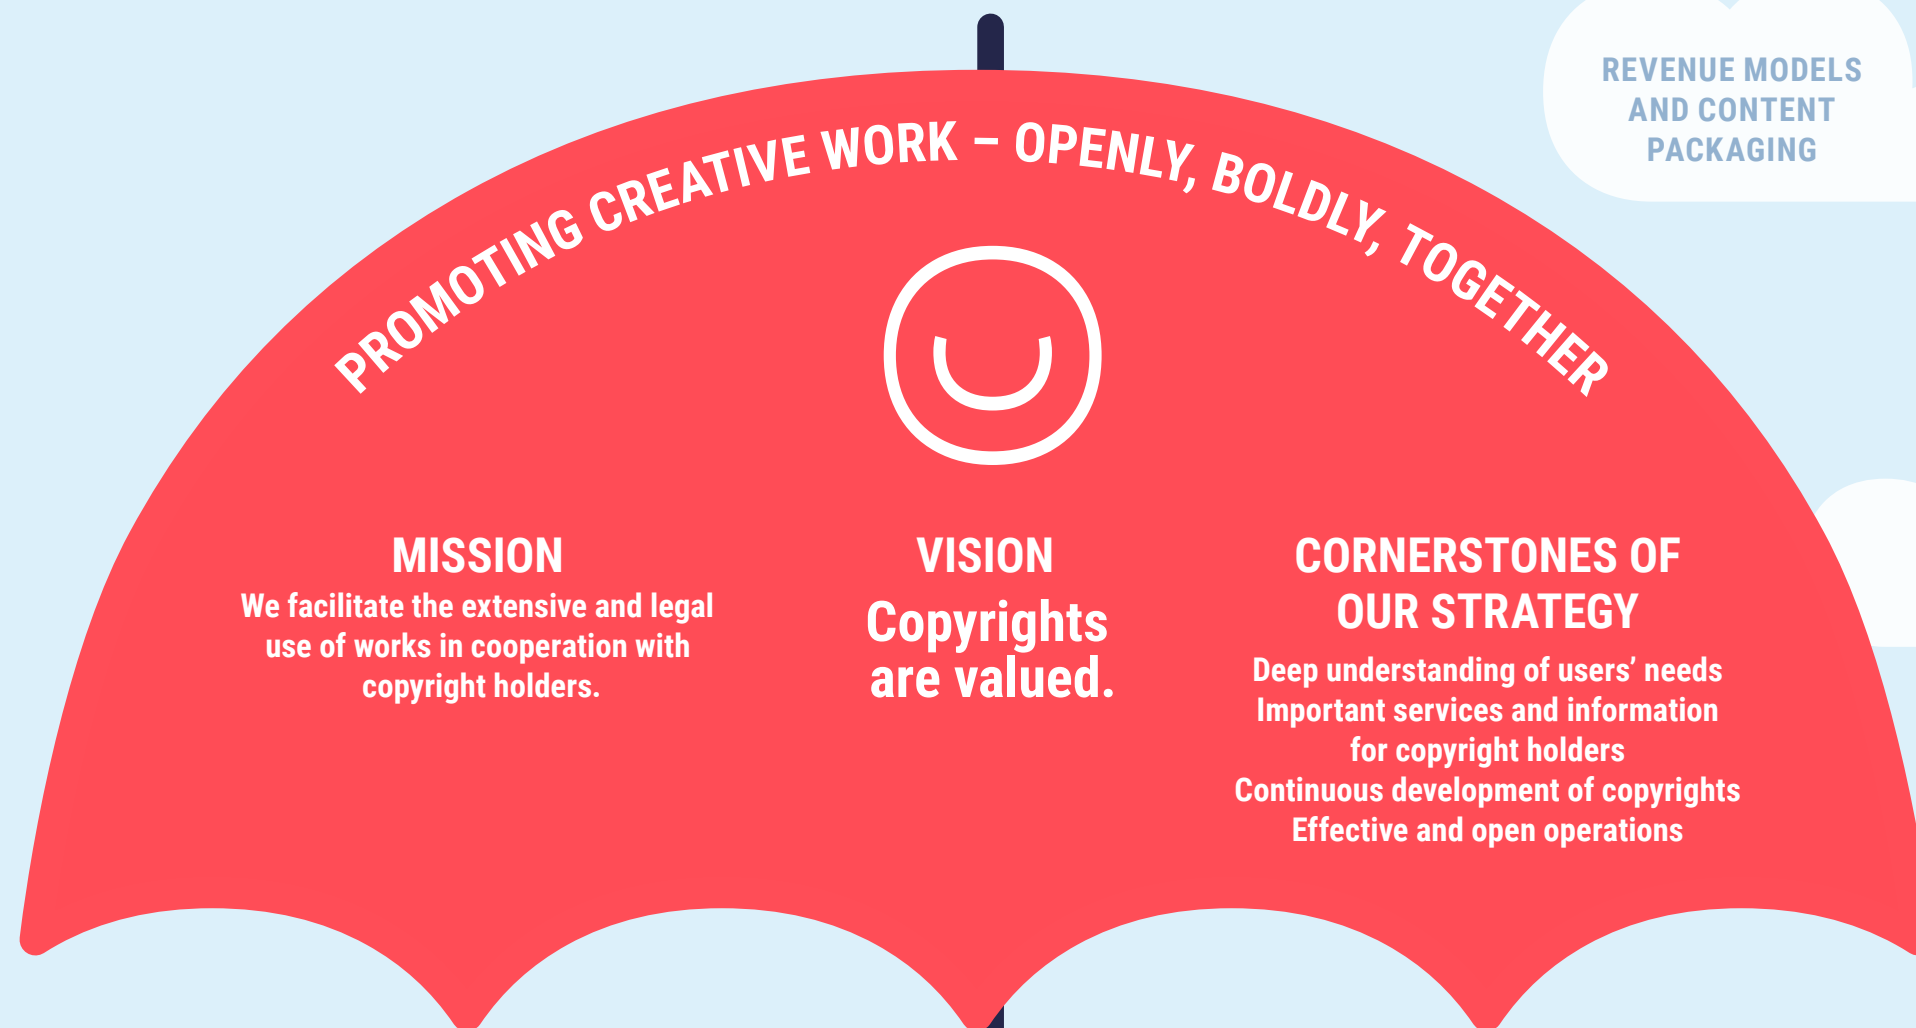 PROMOTING CREATIVE WORK – OPENLY, BOLDLY, TOGETHER
REVENUE MODELS
AND CONTENT
PACKAGING
MISSION
We facilitate the extensive and legal
use of works in cooperation with
copyright holders.
VISION
Copyrights
are valued.
CORNERSTONES OF
OUR STRATEGY
Deep understanding of users’ needs
Important services and information
for copyright holders
Continuous development of copyrights
Effective and open operations